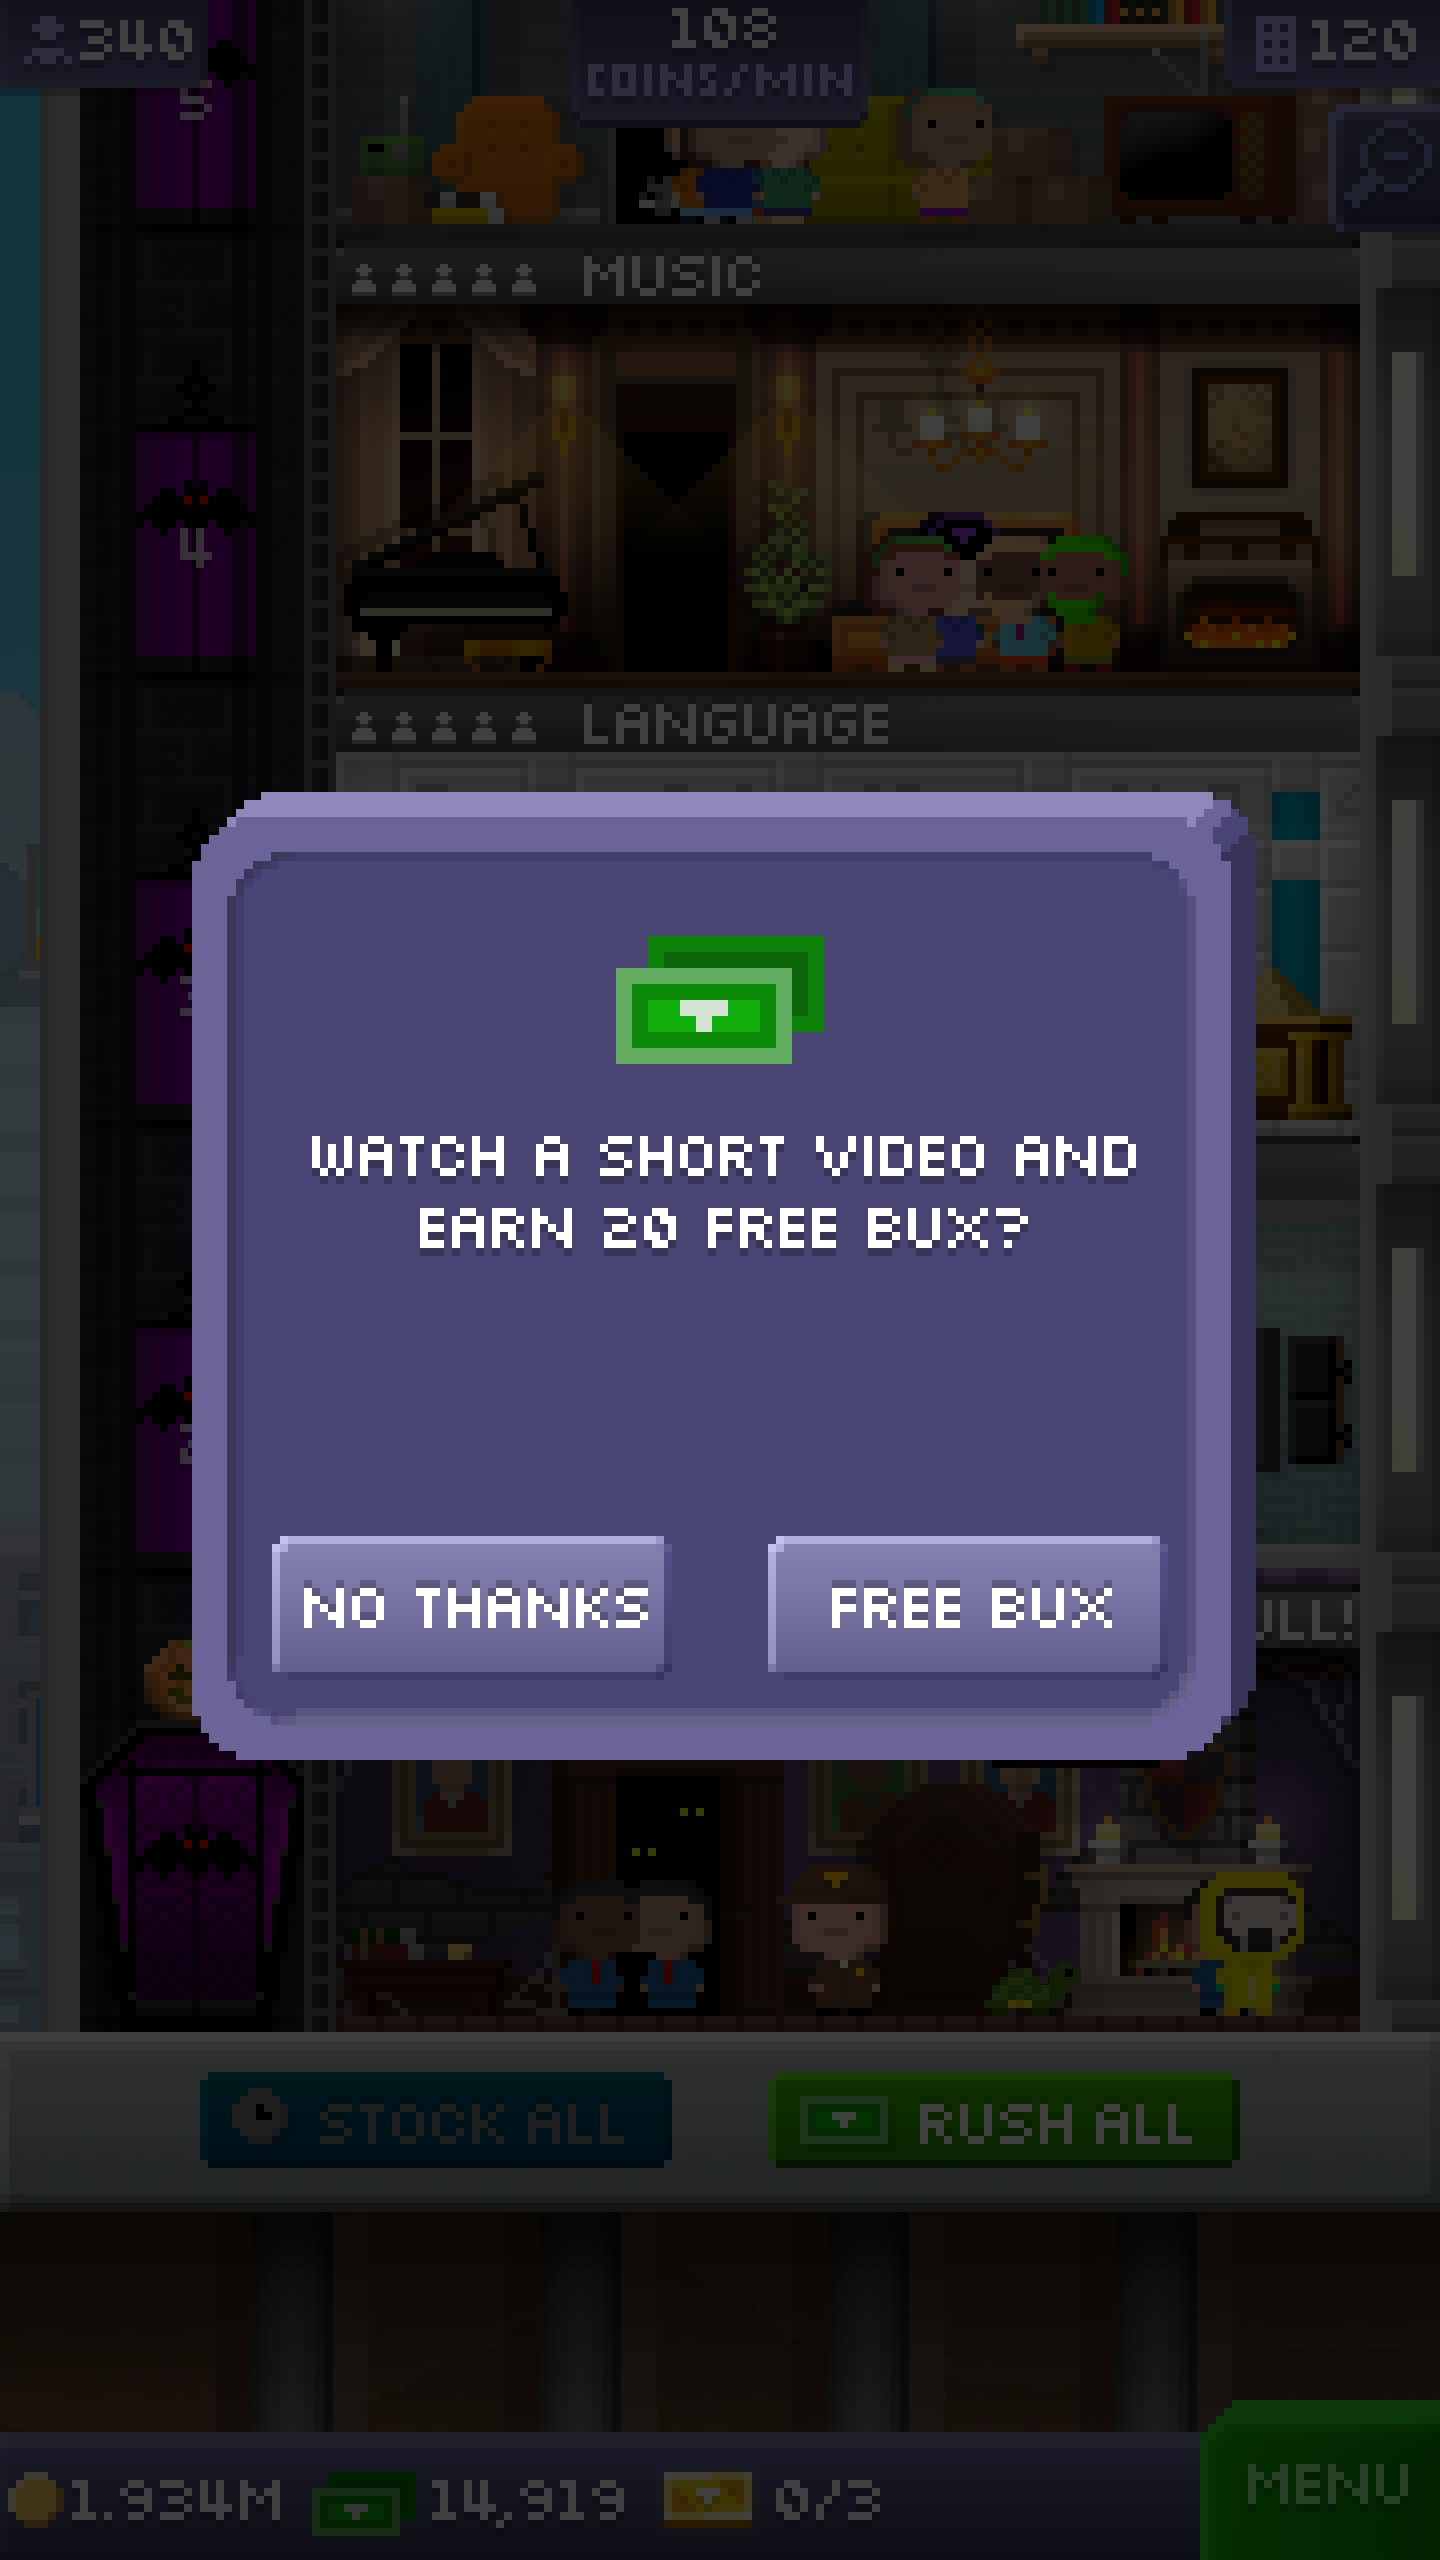 340
108
COINS/MIN
120
5
MUSIC
4
LANGUAGE
WATCH A SHORT VIDEO AND
EARN 20 FREE BUX?
NO THANKS
FREE BUX
STOCK ALL
RUSH ALL
1.934M
14,919
0/3
MENU